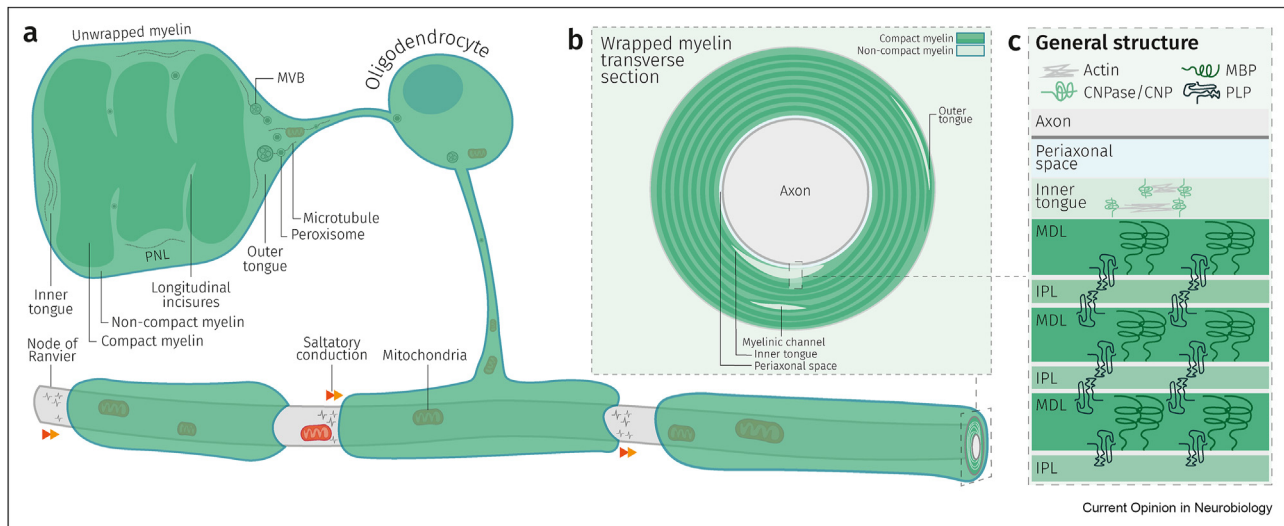 a
Unwrapped myelin
MVB
Oligodendrocyte
Microtubule
Peroxisome
Outer
tongue
PNL
Longitudinal
incisures
Inner
tongue
Non-compact myelin
Compact myelin
Node of
Ranvier
Saltatory
conduction
Mitochondria
b
Wrapped myelin
transverse
section
Compact myelin
Non-compact myelin
Outer
tongue
Axon
Myelinic channel
Inner tongue
Periaxonal space
c
General structure
Actin
MBP
CNPase/CNP
PLP
Axon
Periaxonal
space
Inner
tongue
MDL
IPL
MDL
IPL
MDL
IPL
Current Opinion in Neurobiology